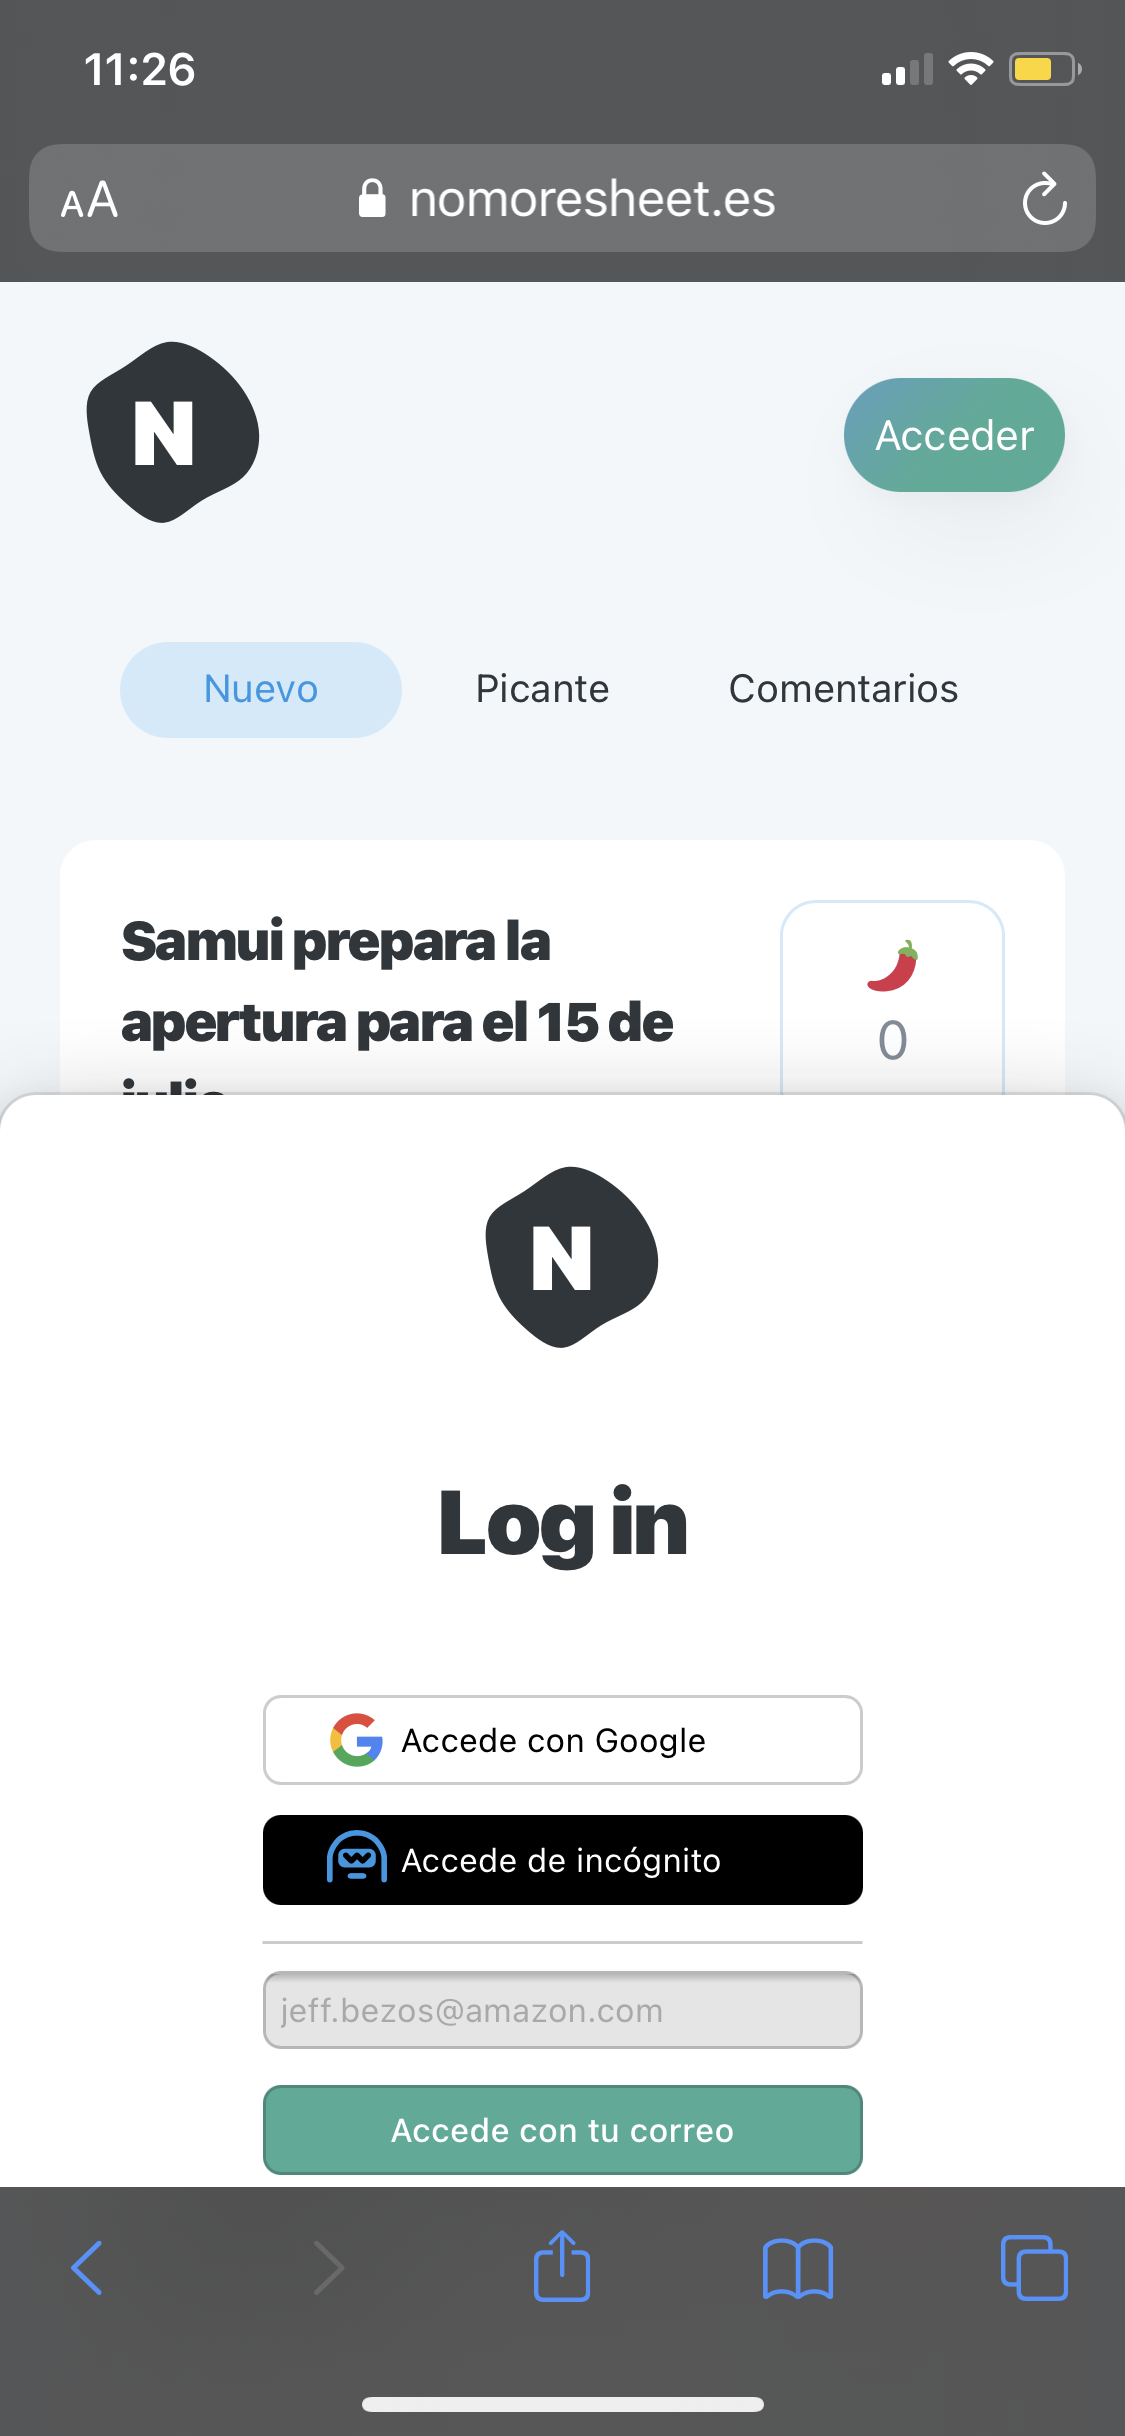 11:26
AA
nomoresheet.es
N
Acceder
Nuevo
Picante
Comentarios
Samui prepara la
apertura para el 15 de
0
N
Log in
Accede con Google
Accede de incógnito
jeff.bezos@amazon.com
Accede con tu correo